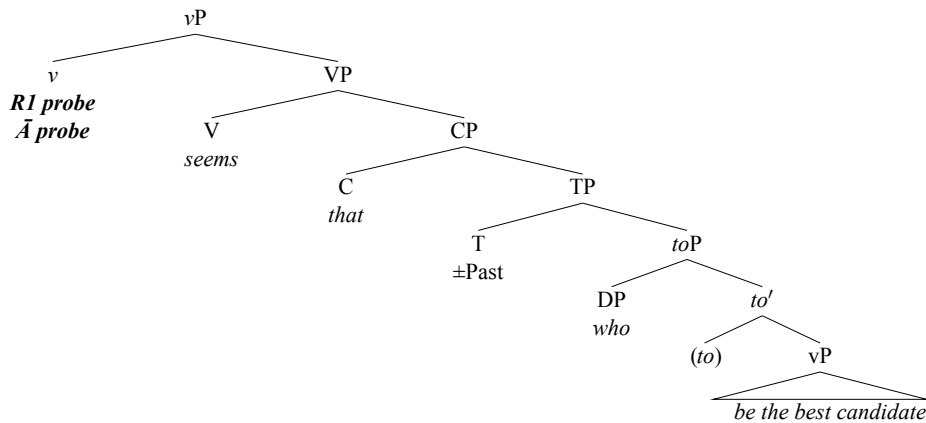 vP
v VP
R1 probe
Ā probe
V CP
seems
C TP
that
T toP
±Past
DP to′
who
(to) vP
be the best candidate